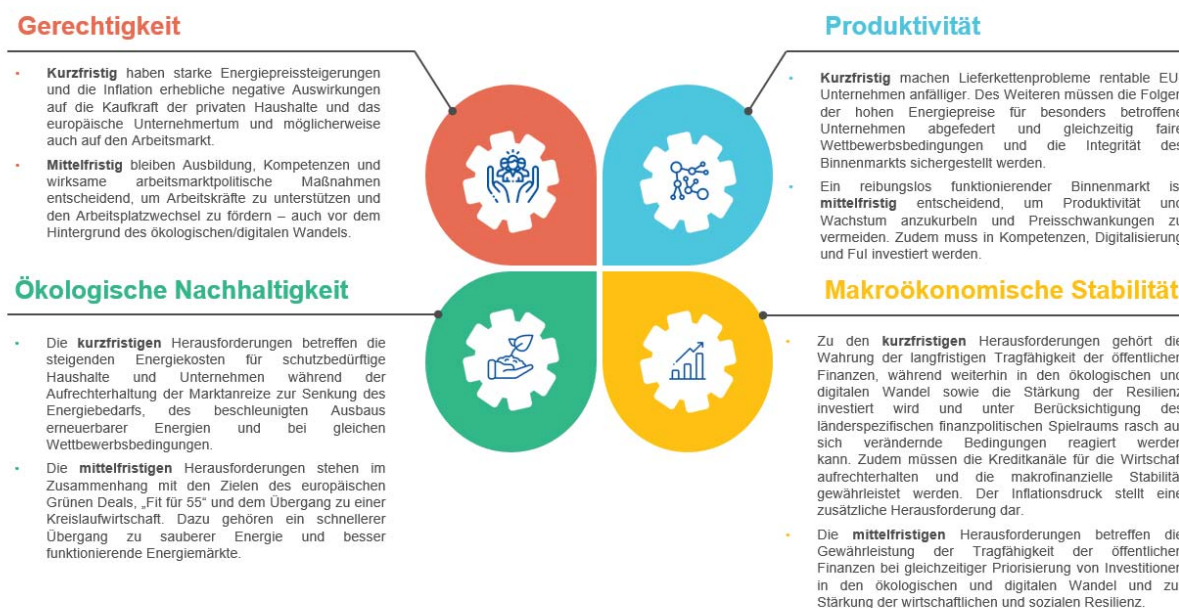 Gerechtigkeit
Kurzfristig haben starke Energiepreissteigerungen
und die Inflation erhebliche negative Auswirkungen
auf die Kaufkraft der privaten Haushalte und das
europäische Unternehmertum und möglicherweise
auch auf den Arbeitsmarkt.
Mittelfristig bleiben Ausbildung, Kompetenzen und
wirksame arbeitsmarktpolitische Maßnahmen
entscheidend, um Arbeitskräfte zu unterstützen und
den Arbeitsplatzwechsel zu fördern – auch vor dem
Hintergrund des ökologischen/digitalen Wandels.
Produktivität
Kurzfristig machen Lieferkettenprobleme rentable EU
Unternehmen anfälliger. Des Weiteren müssen die Folgen
der hohen Energiepreise für besonders betroffene
Unternehmen abgefedert und gleichzeitig faire
Wettbewerbsbedingungen und die Integrität des
Binnenmarkts sichergestellt werden.
Ein reibungslos funktionierender Binnenmarkt is
mittelfristig entscheidend, um Produktivität und
Wachstum anzukurbeln und Preisschwankungen zu
vermeiden. Zudem muss in Kompetenzen, Digitalisierung
und FuI investiert werden.
Ökologische Nachhaltigkeit
Die kurzfristigen Herausforderungen betreffen die
steigenden Energiekosten für schutzbedürftige
Haushalte und Unternehmen während der
Aufrechterhaltung der Marktanreize zur Senkung des
Energiebedarfs, des beschleunigten Ausbaus
erneuerbarer Energien und bei gleichen
Wettbewerbsbedingungen.
Die mittelfristigen Herausforderungen stehen im
Zusammenhang mit den Zielen des europäischen
Grünen Deals, „Fit für 55“ und dem Übergang zu einer
Kreislaufwirtschaft. Dazu gehören ein schnellerer
Übergang zu sauberer Energie und besser
funktionierende Energiemärkte.
Makroökonomische Stabilität
Zu den kurzfristigen Herausforderungen gehört die
Wahrung der langfristigen Tragfähigkeit der öffentlichen
Finanzen, während weiterhin in den ökologischen und
digitalen Wandel sowie die Stärkung der Resilienz
investiert wird und unter Berücksichtigung des
länderspezifischen finanzpolitischen Spielraums rasch au
sich verändernde Bedingungen reagiert werden
kann. Zudem müssen die Kreditkanäle für die Wirtschaf
aufrechterhalten und die makrofinanzielle Stabilitä
gewährleistet werden. Der Inflationsdruck stellt eine
zusätzliche Herausforderung dar.
Die mittelfristigen Herausforderungen betreffen die
Gewährleistung der Tragfähigkeit der öffentlichen
Finanzen bei gleichzeitiger Priorisierung von Investitionen
in den ökologischen und digitalen Wandel und zu
Stärkung der wirtschaftlichen und sozialen Resilienz.